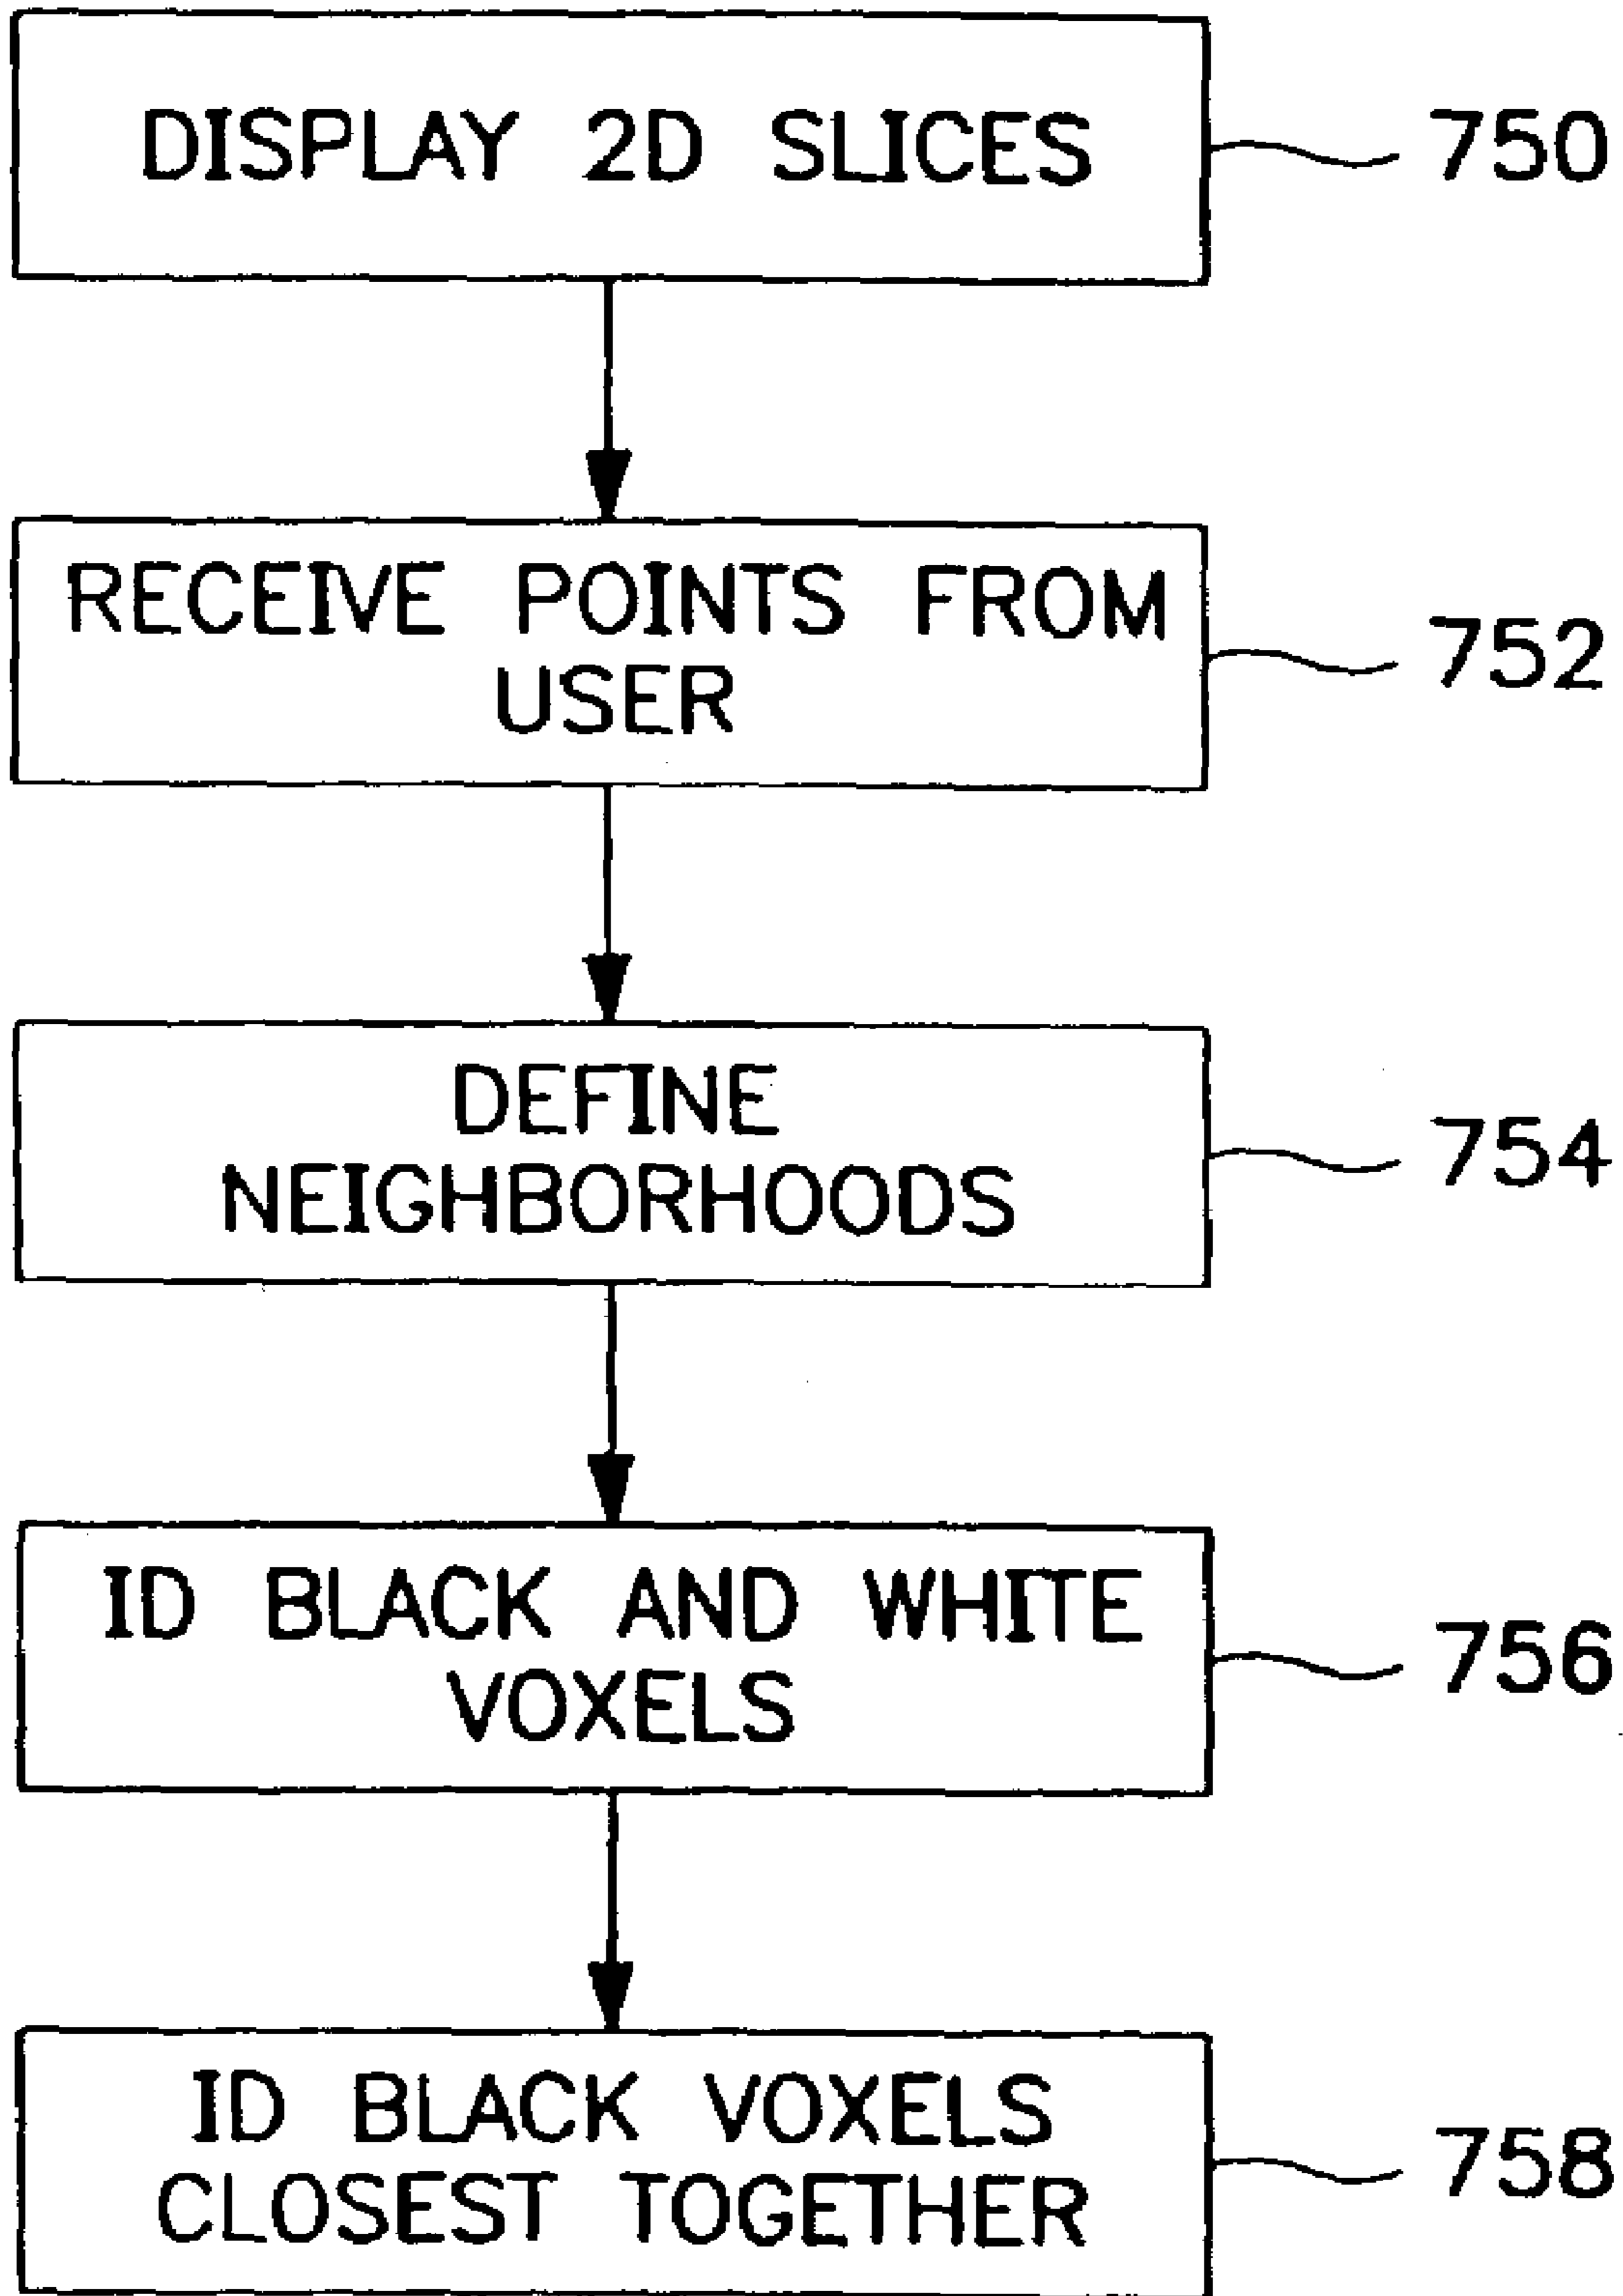 DISPLAY 2D SLICES
750
RECEIVE POINTS FROM
USER
752
DEFINE
NEIGHBORHOODS
754
ID BLACK AND WHITE
VOXELS
756
ID BLACK VOXELS
CLOSEST TOGETHER
758